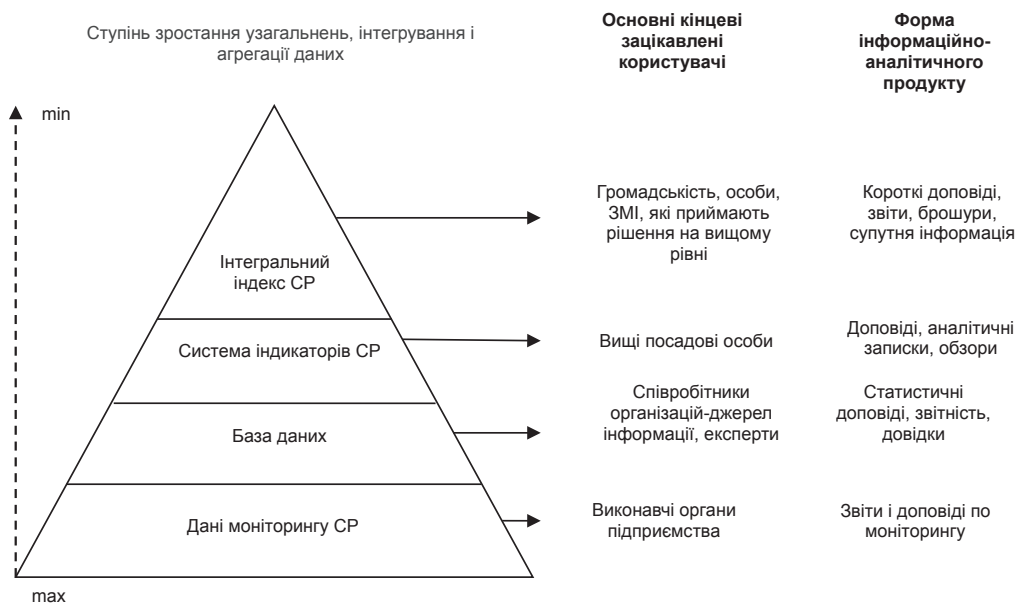 Ступінь зростання узагальнень, інтегрування і
агрегації даних
Основні кінцеві
зацікавлені
користувачі
Форма
інформаційно-
аналітичного
продукту
min
Громадськість, особи,
ЗМІ, які приймають
рішення на вищому
рівні
Короткі доповіді,
звіти, брошури,
супутня інформація
Інтегральний
індекс СР
Система індикаторів СР
Вищі посадові особи
Доповіді, аналітичні
записки, обзори
База даних
Співробітники
організацій-джерел
інформації, експерти
Статистичні
доповіді, звітність,
довідки
Дані моніторингу СР
Виконавчі органи
підприємства
Звіти і доповіді по
моніторингу
max